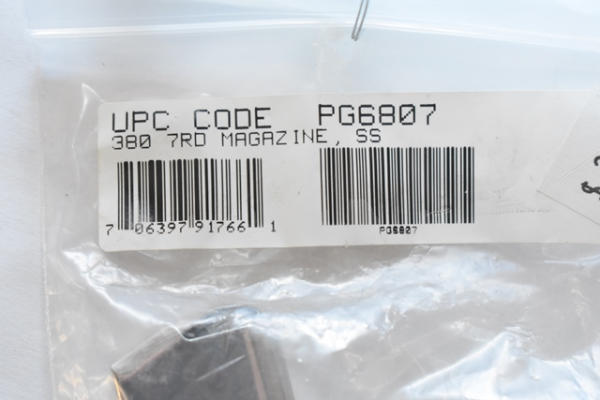 UPC CODE PG6807
380 7RD MAGAZINE, SS
7 06397 91766 1
PG6807